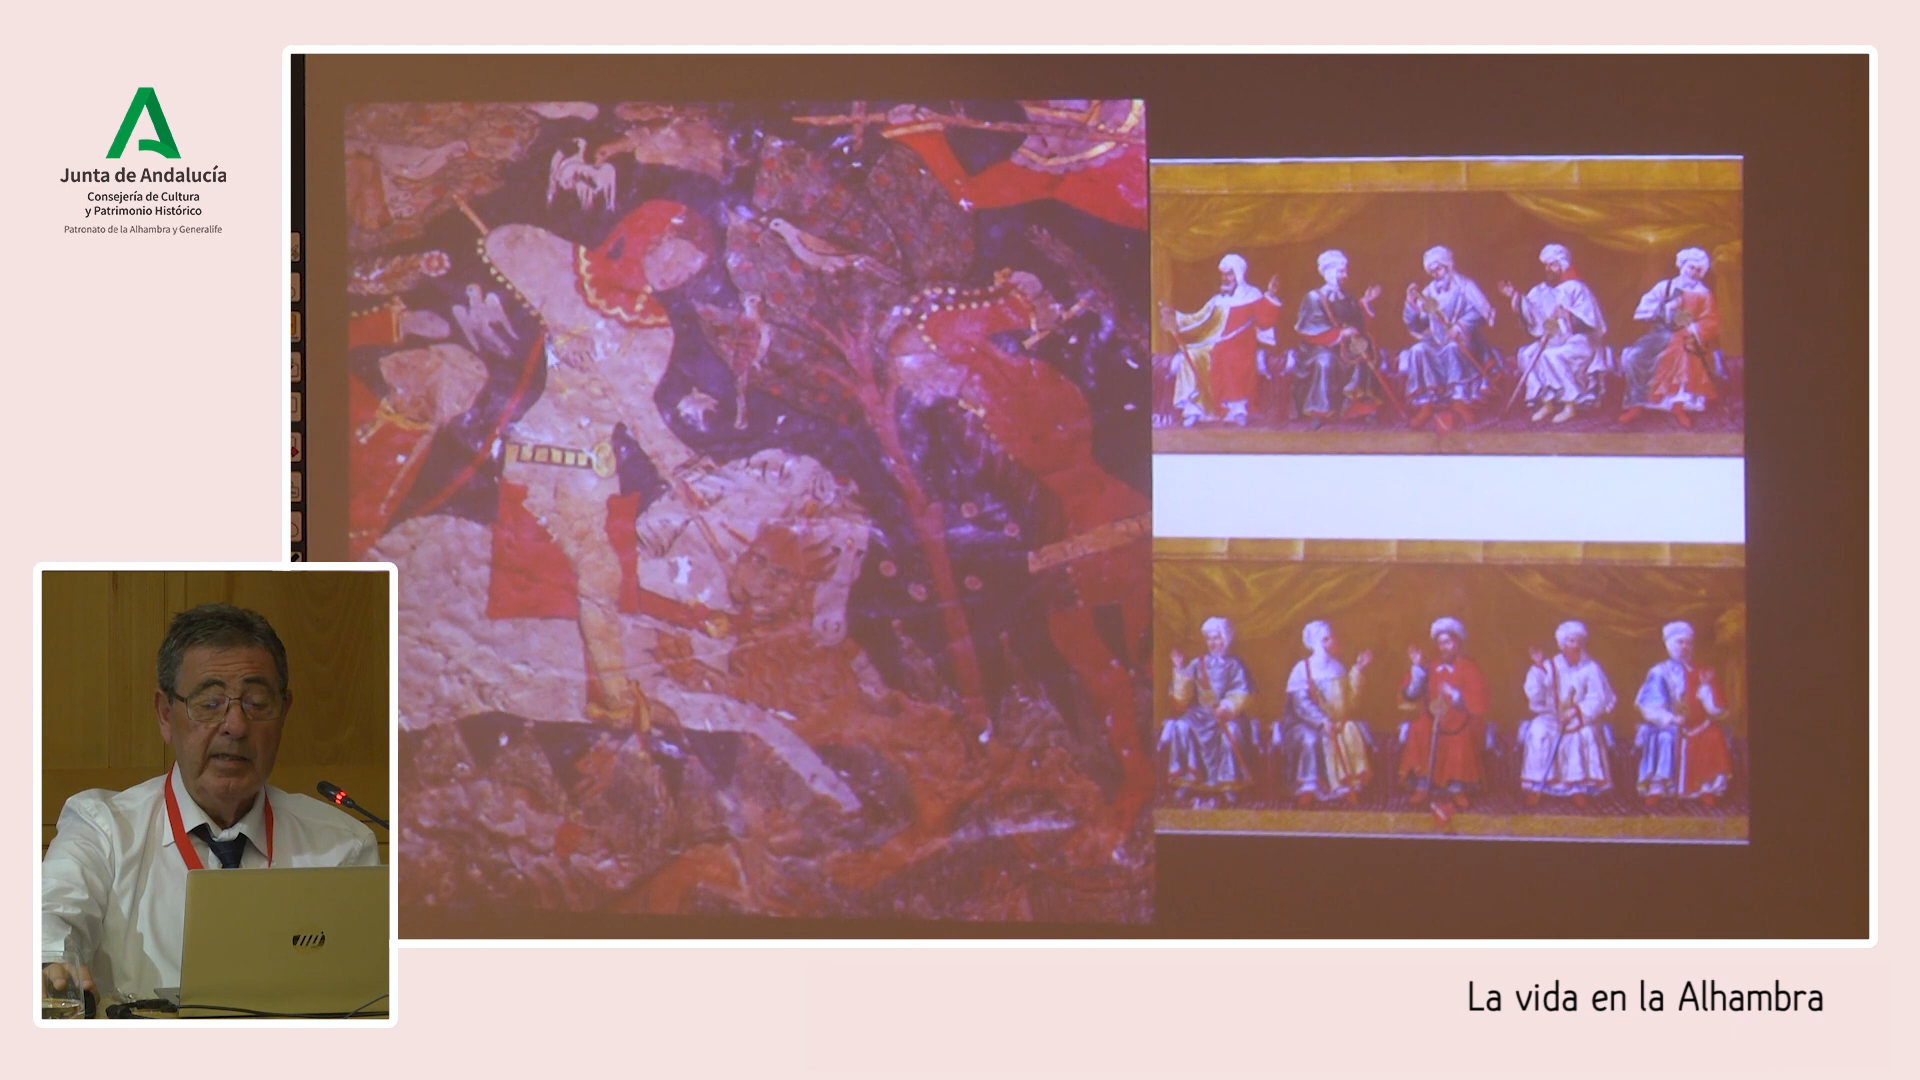 Junta de Andalucía
Consejería de Cultura
y Patrimonio Histórico
Patronato de la Alhambra y Generalife
La vida en la Alhambra